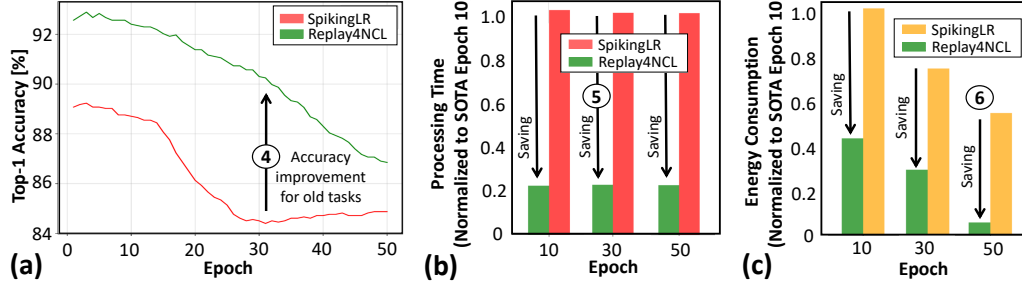 Top-1 Accuracy [%]
92
90
88
86
84
SpikingLR
Replay4NCL
4
Accuracy
improvement
for old tasks
0
10
20
30
40
50
Epoch
(a)
Processing Time
(Normalized to SOTA Epoch 10
1.0
0.8
0.6
0.4
0.2
0
SpikingLR
Replay4NCL
5
Saving
Saving
Saving
10
30
50
Epoch
(b)
Energy Consumption
(Normalized to SOTA Epoch 10
1.0
0.8
0.6
0.4
0.2
0
SpikingLR
Replay4NCL
6
Saving
Saving
Saving
10
30
50
Epoch
(c)